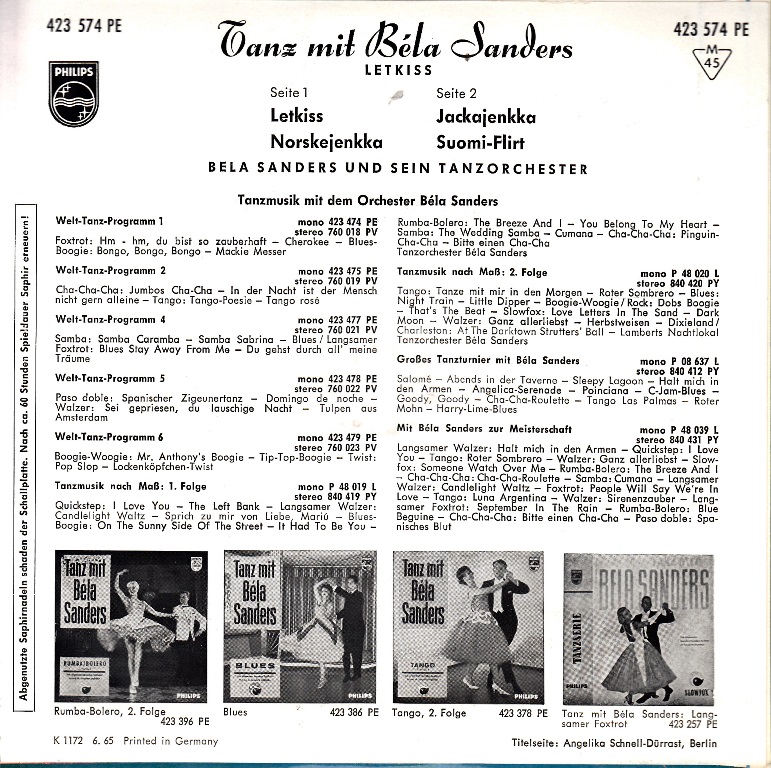 423 574 PE
Tanz mit Béla Sanders
423 574 PE
LETKISS
M
45
PHILIPS
Seite 1
Letkiss
Norskejenkka
Seite 2
Jackajenkka
Suomi-Flirt
BELA SANDERS UND SEIN TANZORCHESTER
Tanzmusik mit dem Orchester Béla Sanders
Abgenutzte Saphirnadeln schaden der Schallplatte. Nach ca. 60 Stunden Spieldauer Saphir erneuern!
Welt-Tanz-Programm 1 mono 423 474 PE
stereo 760 018 PV
Foxtrot: Hm - hm, du bist so zauberhaft – Cherokee – Blues-
Boogie: Bongo, Bongo, Bongo – Mackie Messer
Welt-Tanz-Programm 2 mono 423 475 PE
stereo 760 019 PV
Cha-Cha-Cha: Jumbos Cha-Cha – In der Nacht ist der Mensch
nicht gern alleine – Tango: Tango-Poesie – Tango rosé
Welt-Tanz-Programm 4 mono 423 477 PE
stereo 760 021 PV
Samba: Samba Caramba – Samba Sabrina – Blues / Langsamer
Foxtrot: Blues Stay Away From Me – Du gehst durch all' meine
Träume
Welt-Tanz-Programm 5 mono 423 478 PE
stereo 760 022 PV
Paso doble: Spanischer Zigeunertanz – Domingo de noche –
Walzer: Sei gepriesen, du lauschige Nacht – Tulpen aus
Amsterdam
Welt-Tanz-Programm 6 mono 423 479 PE
stereo 760 023 PV
Boogie-Woogie: Mr. Anthony's Boogie – Tip-Top-Boogie – Twist:
Pop Slop – Lockenköpfchen-Twist
Tanzmusik nach Maß: 1. Folge mono P 48 019 L
stereo 840 419 PY
Quickstep: I Love You – The Left Bank – Langsamer Walzer:
Candlelight Waltz – Sprich zu mir von Liebe, Mariú – Blues-
Boogie: On The Sunny Side Of The Street – It Had To Be You –
Rumba-Bolero: The Breeze And I – You Belong To My Heart –
Samba: The Wedding Samba – Cumana – Cha-Cha-Cha: Pinguin-
Cha-Cha – Bitte einen Cha-Cha
Tanzorchester Béla Sanders
Tanzmusik nach Maß: 2. Folge mono P 48 020 L
stereo 840 420 PY
Tango: Tanze mit mir in den Morgen – Roter Sombrero – Blues:
Night Train – Little Dipper – Boogie-Woogie / Rock: Dobs Boogie
– That's The Beat – Slowfox: Love Letters In The Sand – Dark
Moon – Walzer: Ganz allerliebst – Herbstweisen – Dixieland /
Charleston: At The Darktown Strutters' Ball – Lamberts Nachtlokal
Tanzorchester Béla Sanders
Großes Tanzturnier mit Béla Sanders mono P 08 637 L
stereo 840 412 PY
Salomé – Abends in der Taverne – Sleepy Lagoon – Halt mich in
den Armen – Angelica-Serenade – Poinciana – C-Jam-Blues –
Goody, Goody – Cha-Cha-Roulette – Tango Las Palmas – Roter
Mohn – Harry-Lime-Blues
Mit Béla Sanders zur Meisterschaft mono P 48 039 L
stereo 840 431 PY
Langsamer Walzer: Halt mich in den Armen – Quickstep: I Love
You – Tango: Roter Sombrero – Walzer: Ganz allerliebst – Slow-
fox: Someone Watch Over Me – Rumba-Bolero: The Breeze And I
– Cha-Cha-Cha: Cha-Cha-Roulette – Samba: Cumana – Langsamer
Walzer: Candlelight Waltz – Foxtrot: People Will Say We're In
Love – Tango: Luna Argentina – Walzer: Sirenenzauber – Lang-
samer Foxtrot: September In The Rain – Rumba-Bolero: Blue
Beguine – Cha-Cha-Cha: Bitte einen Cha-Cha – Paso doble: Spa-
nisches Blut
Tanz mit
Béla
Sanders
RUMBA/BOLERO
PHILIPS
Tanz mit
Béla
Sanders
BLUES
PHILIPS
Tanz mit
Béla
Sanders
TANGO
PHILIPS
BELA SANDERS
TANZSERIE
PHILIPS
SLOWFOX
Rumba-Bolero, 2. Folge
423 396 PE
Blues 423 386 PE
Tango, 2. Folge 423 378 PE
Tanz mit Béla Sanders: Lang-
samer Foxtrot 423 257 PE
K 1172 6. 65 Printed in Germany
Titelseite: Angelika Schnell-Dürrast, Berlin